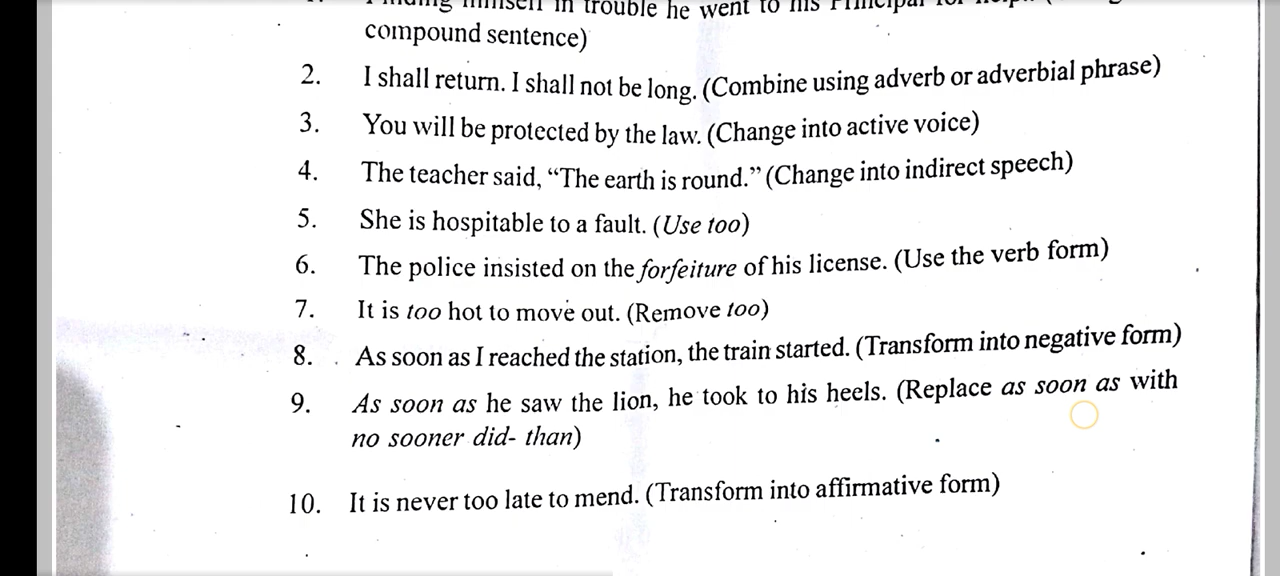 himself in trouble he went to his Principal for
compound sentence)
2. I shall return. I shall not be long. (Combine using adverb or adverbial phrase)
3. You will be protected by the law. (Change into active voice)
4. The teacher said, “The earth is round.” (Change into indirect speech)
5. She is hospitable to a fault. (Use too)
6. The police insisted on the forfeiture of his license. (Use the verb form)
7. It is too hot to move out. (Remove too)
8. As soon as I reached the station, the train started. (Transform into negative form)
9. As soon as he saw the lion, he took to his heels. (Replace as soon as with
no sooner did- than)
10. It is never too late to mend. (Transform into affirmative form)